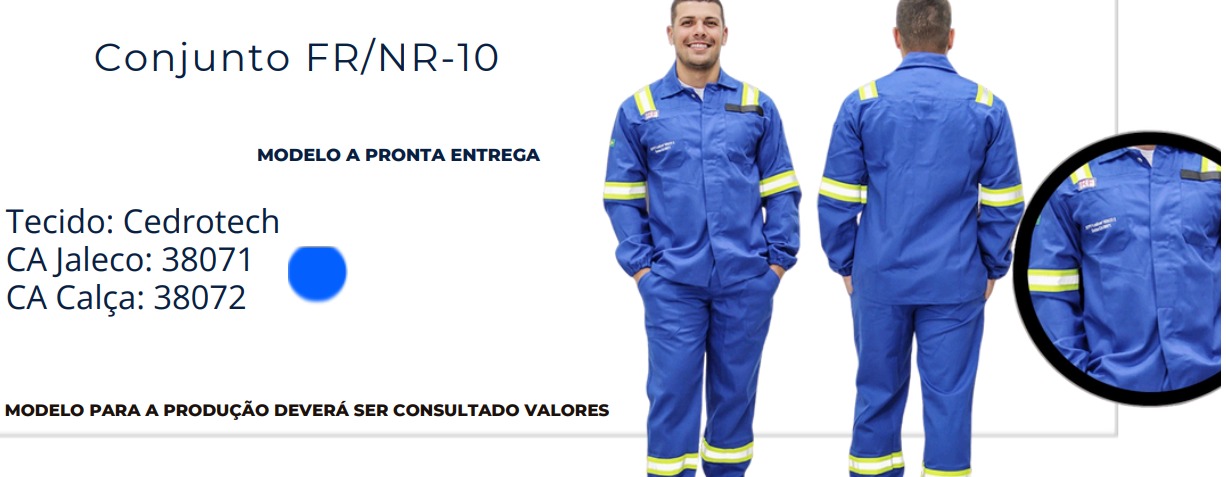 Conjunto FR/NR-10
MODELO A PRONTA ENTREGA
Tecido: Cedrotech
CA Jaleco: 38071
CA Calça: 38072
MODELO PARA A PRODUÇÃO DEVERÁ SER CONSULTADO VALORES